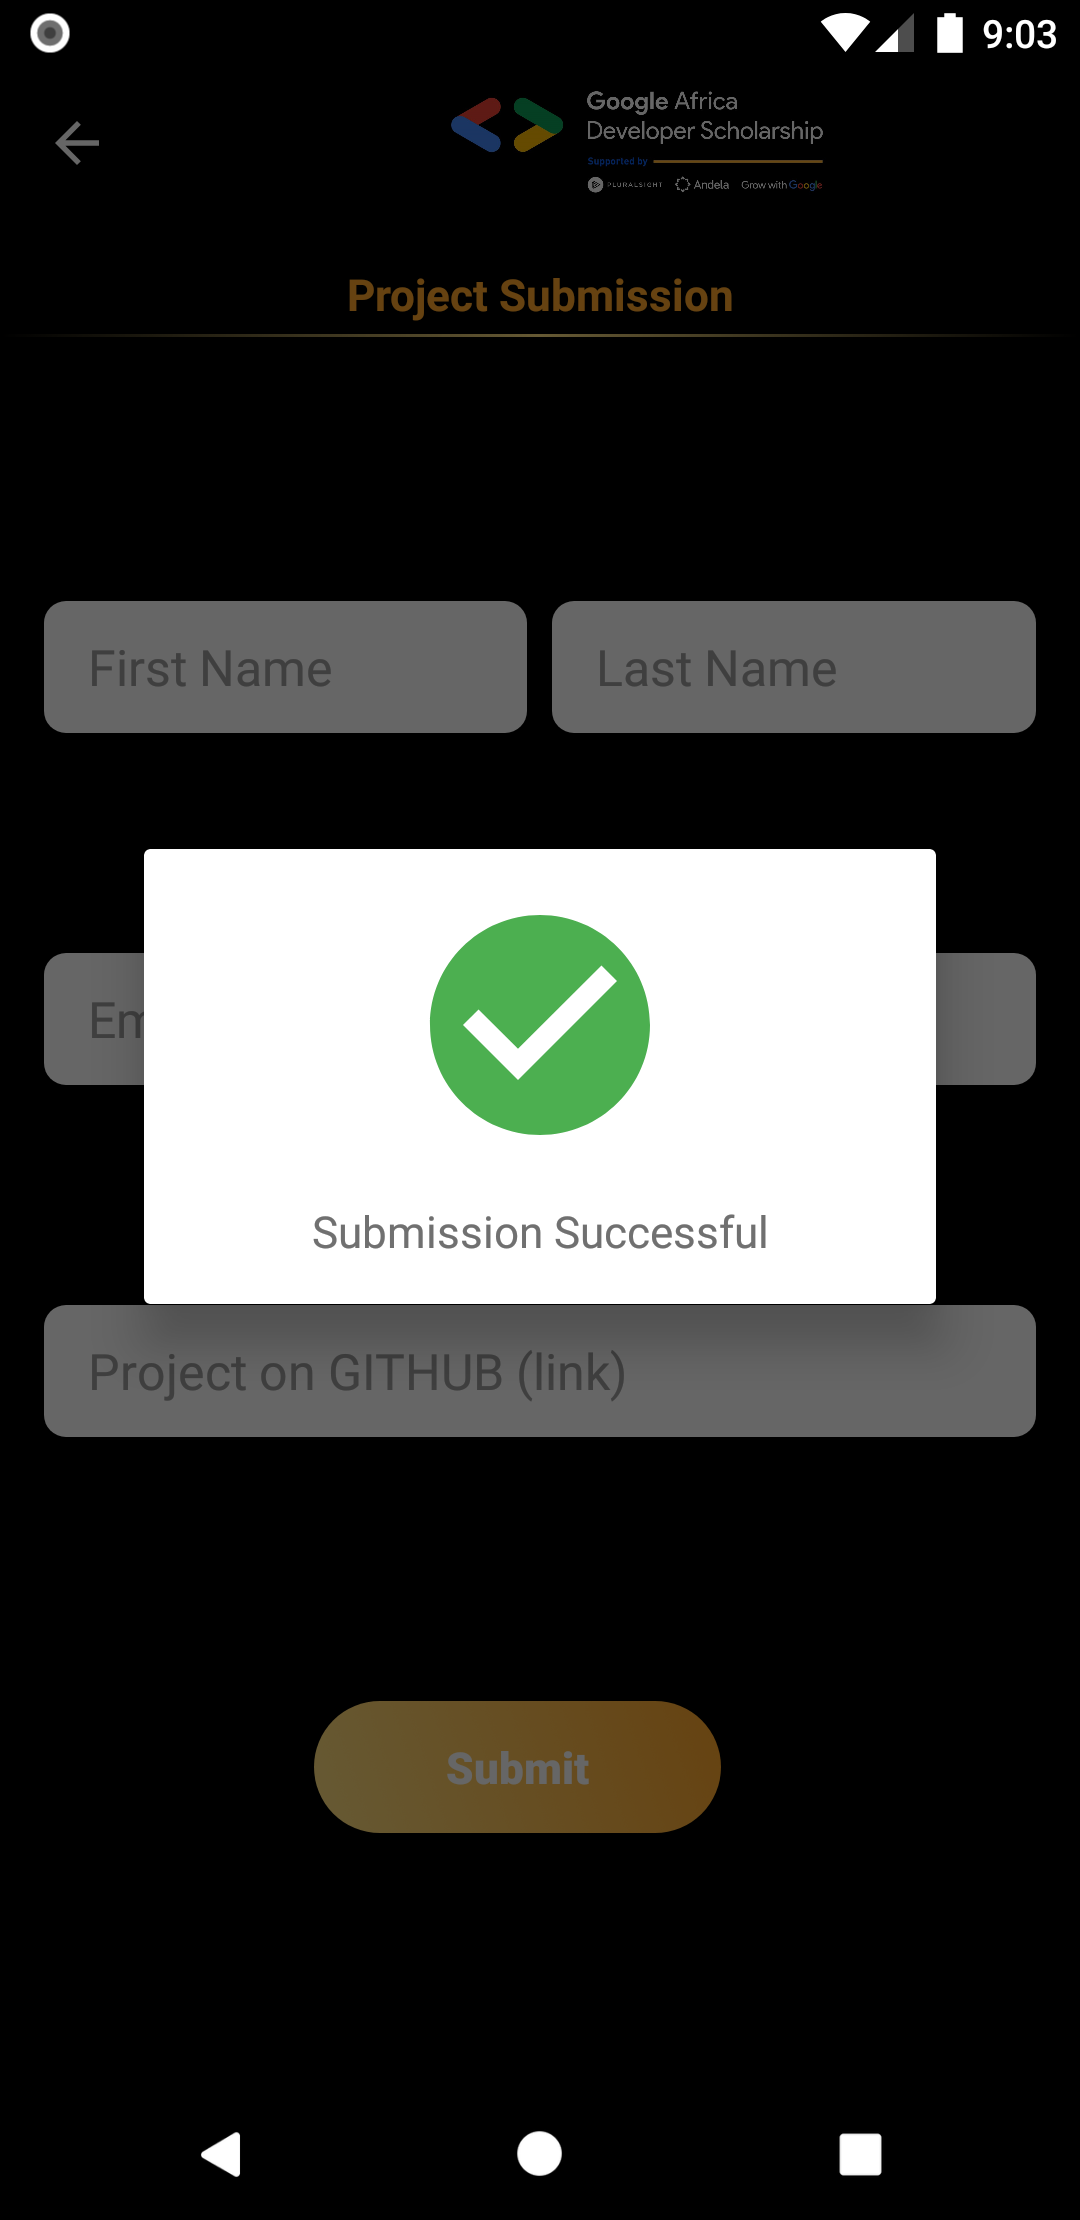 9:03
Google Africa
Developer Scholarship
Supported by
PLURALSIGHT Andela Grow with Google
Project Submission
First Name Last Name
Em
Submission Successful
Project on GITHUB (link)
Submit